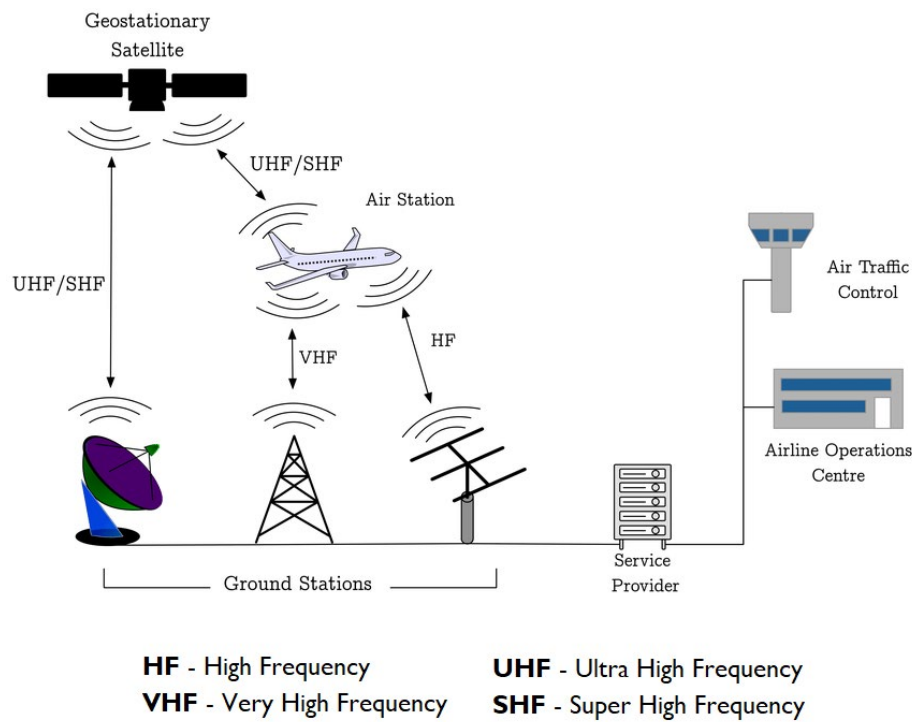 Geostationary
Satellite
UHF/SHF
Air Station
UHF/SHF
Air Traffic
Control
HF
VHF
Airline Operations
Centre
Service
Provider
Ground Stations
HF - High Frequency
UHF - Ultra High Frequency
VHF - Very High Frequency
SHF - Super High Frequency